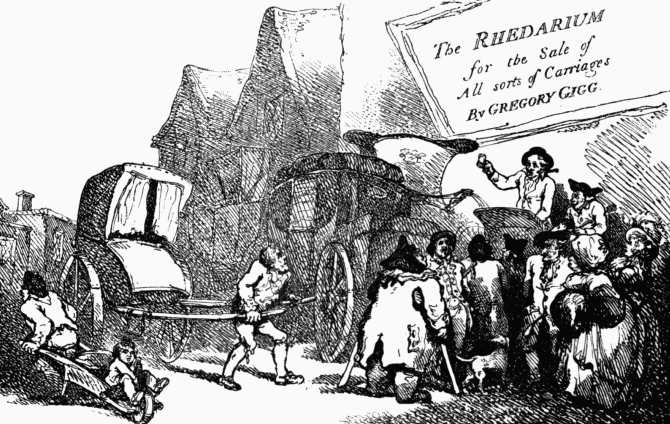 The RHEDARIUM
for the Sale of
All sorts of Carriages
By GREGORY GIGG.